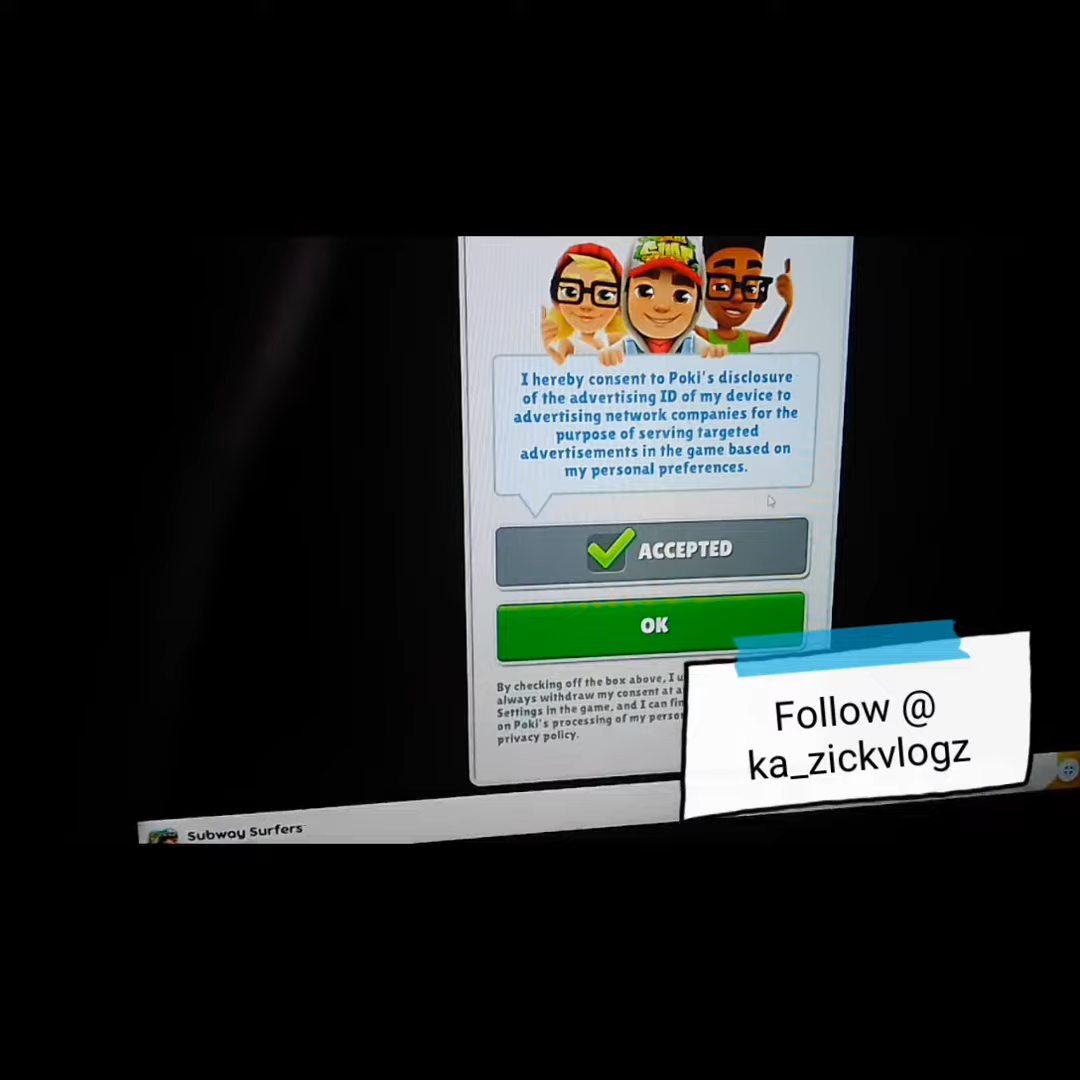 I hereby consent to Poki's disclosure
of the advertising ID of my device to
advertising network companies for the
purpose of serving targeted
advertisements in the game based on
my personal preferences.
ACCEPTED
OK
By checking off the box above, I
always withdraw my consent at
Settings in the game, and I can
on Poki's processing of my
privacy policy.
Follow @
ka_zickvlogz
Subway Surfers